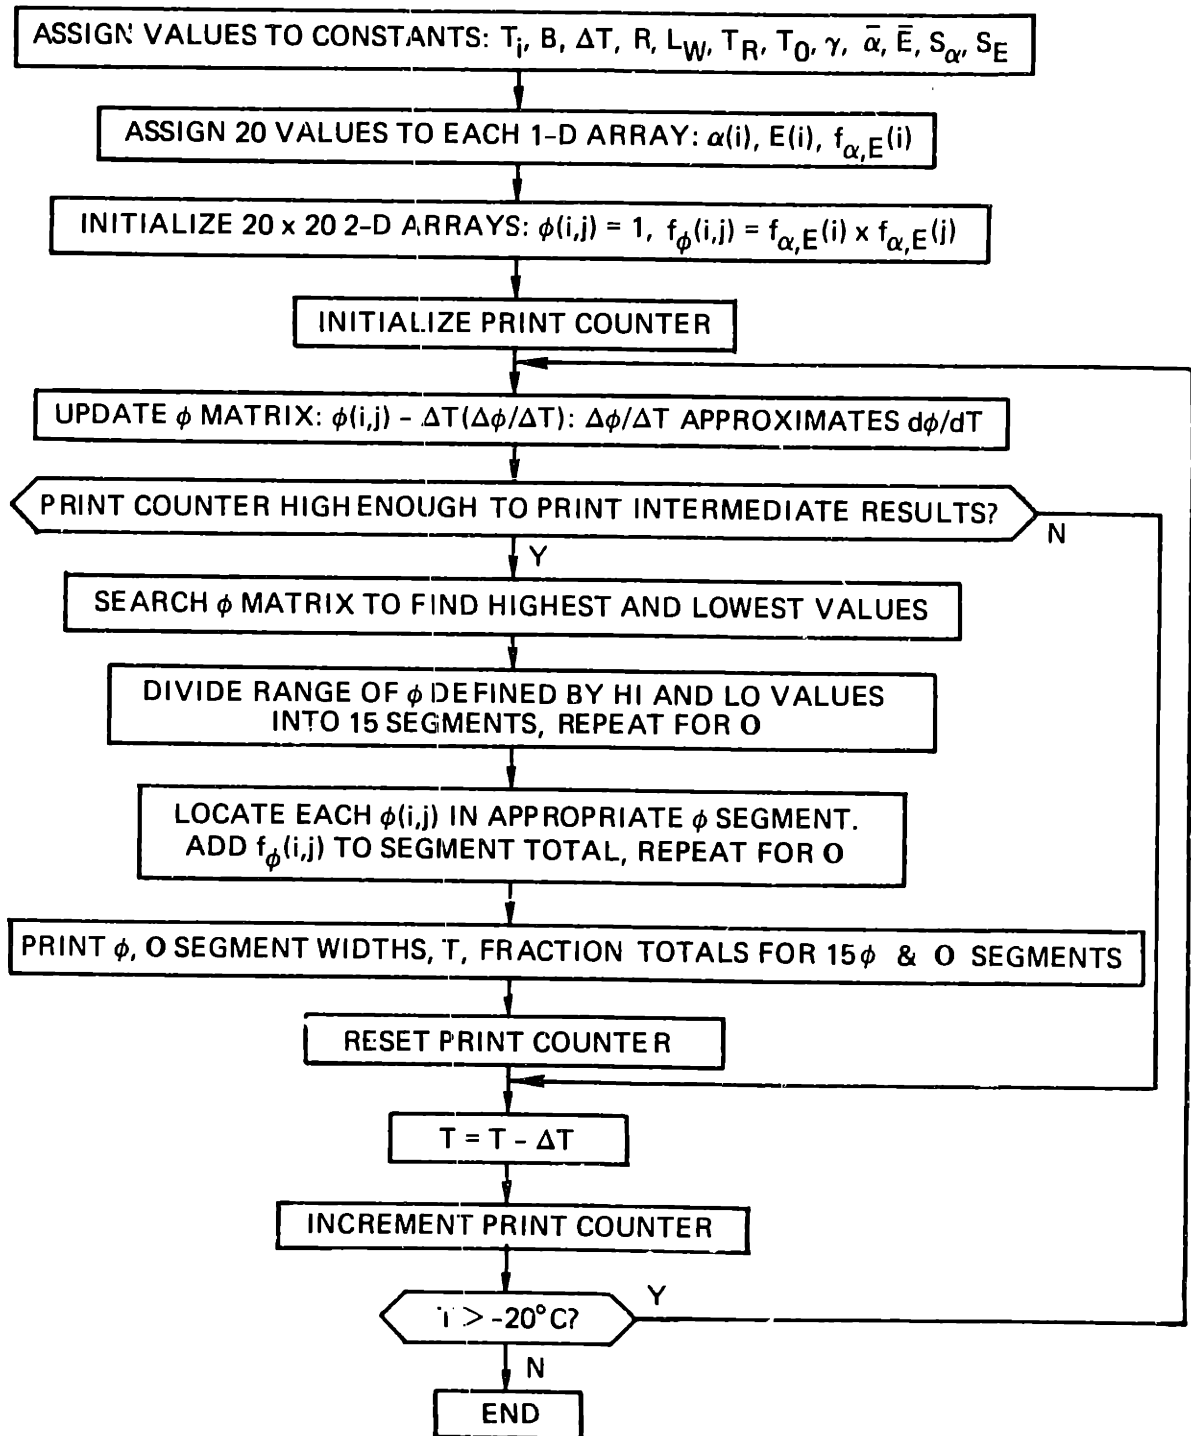 ASSIGN VALUES TO CONSTANTS: Tᵢ, B, ΔT, R, L_W, T_R, T_0, γ, ᾱ, Ē, S_α, S_E
ASSIGN 20 VALUES TO EACH 1-D ARRAY: α(i), E(i), f_α,E(i)
INITIALIZE 20 x 20 2-D ARRAYS: ϕ(i,j) = 1, f_ϕ(i,j) = f_α,E(i) x f_α,E(j)
INITIALIZE PRINT COUNTER
UPDATE ϕ MATRIX: ϕ(i,j) - ΔT(Δϕ/ΔT): Δϕ/ΔT APPROXIMATES dϕ/dT
PRINT COUNTER HIGH ENOUGH TO PRINT INTERMEDIATE RESULTS?
N
Y
SEARCH ϕ MATRIX TO FIND HIGHEST AND LOWEST VALUES
DIVIDE RANGE OF ϕ DEFINED BY HI AND LO VALUES
INTO 15 SEGMENTS, REPEAT FOR O
LOCATE EACH ϕ(i,j) IN APPROPRIATE ϕ SEGMENT.
ADD f_ϕ(i,j) TO SEGMENT TOTAL, REPEAT FOR O
PRINT ϕ, O SEGMENT WIDTHS, T, FRACTION TOTALS FOR 15ϕ & O SEGMENTS
RESET PRINT COUNTER
T = T - ΔT
INCREMENT PRINT COUNTER
T > -20°C?
Y
N
END